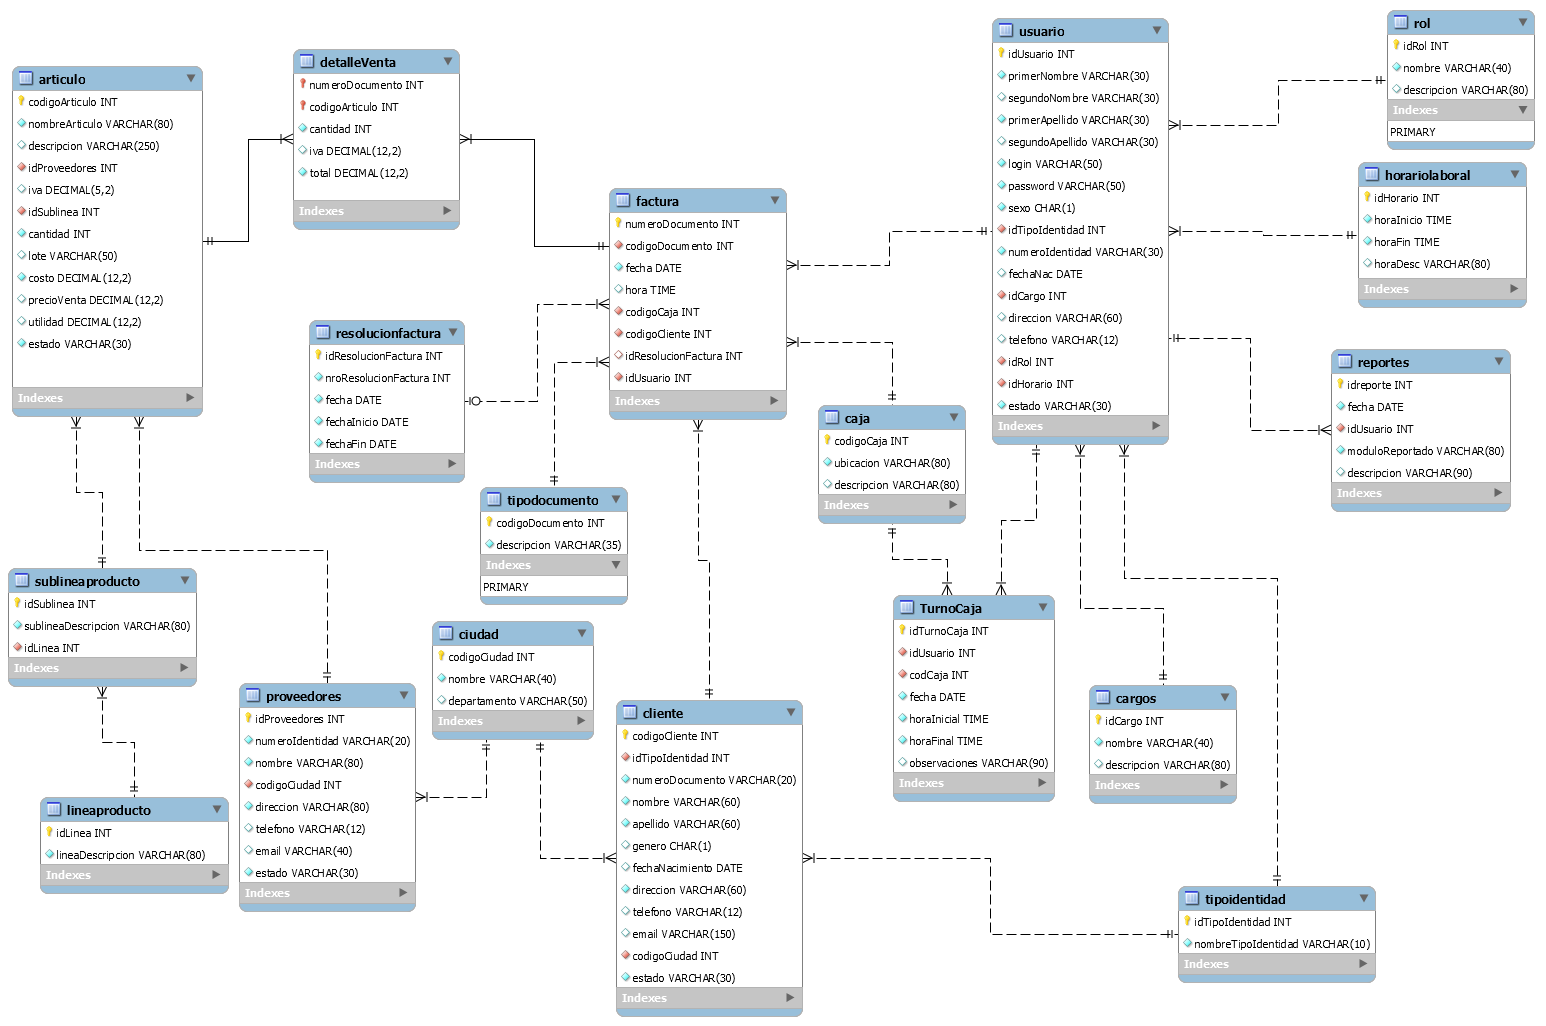 articulo
codigoArticulo INT
nombreArticulo VARCHAR(80)
descripcion VARCHAR(250)
idProveedores INT
iva DECIMAL(5,2)
idSublinea INT
cantidad INT
lote VARCHAR(50)
costo DECIMAL(12,2)
precioVenta DECIMAL(12,2)
utilidad DECIMAL(12,2)
estado VARCHAR(30)
Indexes
detalleVenta
numeroDocumento INT
codigoArticulo INT
cantidad INT
iva DECIMAL(12,2)
total DECIMAL(12,2)
Indexes
factura
numeroDocumento INT
codigoDocumento INT
fecha DATE
hora TIME
codigoCaja INT
codigoCliente INT
idResolucionFactura INT
idUsuario INT
Indexes
usuario
idUsuario INT
primerNombre VARCHAR(30)
segundoNombre VARCHAR(30)
primerApellido VARCHAR(30)
segundoApellido VARCHAR(30)
login VARCHAR(50)
password VARCHAR(50)
sexo CHAR(1)
idTipoIdentidad INT
numeroIdentidad VARCHAR(30)
fechaNac DATE
idCargo INT
direccion VARCHAR(60)
telefono VARCHAR(12)
idRol INT
idHorario INT
estado VARCHAR(30)
Indexes
rol
idRol INT
nombre VARCHAR(40)
descripcion VARCHAR(80)
Indexes
PRIMARY
horariolaboral
idHorario INT
horaInicio TIME
horaFin TIME
horaDesc VARCHAR(80)
Indexes
reportes
idreporte INT
fecha DATE
idUsuario INT
moduloReportado VARCHAR(80)
descripcion VARCHAR(90)
Indexes
resolucionfactura
idResolucionFactura INT
nroResolucionFactura INT
fecha DATE
fechaInicio DATE
fechaFin DATE
Indexes
caja
codigoCaja INT
ubicacion VARCHAR(80)
descripcion VARCHAR(80)
Indexes
tipodocumento
codigoDocumento INT
descripcion VARCHAR(35)
Indexes
PRIMARY
sublineaproducto
idSublinea INT
sublineaDescripcion VARCHAR(80)
idLinea INT
Indexes
TurnoCaja
idTurnoCaja INT
idUsuario INT
codCaja INT
fecha DATE
horaInicial TIME
horaFinal TIME
observaciones VARCHAR(90)
Indexes
ciudad
codigoCiudad INT
nombre VARCHAR(40)
departamento VARCHAR(50)
Indexes
proveedores
idProveedores INT
numeroIdentidad VARCHAR(20)
nombre VARCHAR(80)
codigoCiudad INT
direccion VARCHAR(80)
telefono VARCHAR(12)
email VARCHAR(40)
estado VARCHAR(30)
Indexes
cliente
codigoCliente INT
idTipoIdentidad INT
numeroDocumento VARCHAR(20)
nombre VARCHAR(60)
apellido VARCHAR(60)
genero CHAR(1)
fechaNacimiento DATE
direccion VARCHAR(60)
telefono VARCHAR(12)
email VARCHAR(150)
codigoCiudad INT
estado VARCHAR(30)
Indexes
cargos
idCargo INT
nombre VARCHAR(40)
descripcion VARCHAR(80)
Indexes
lineaproducto
idLinea INT
lineaDescripcion VARCHAR(80)
Indexes
tipoidentidad
idTipoIdentidad INT
nombreTipoIdentidad VARCHAR(10)
Indexes